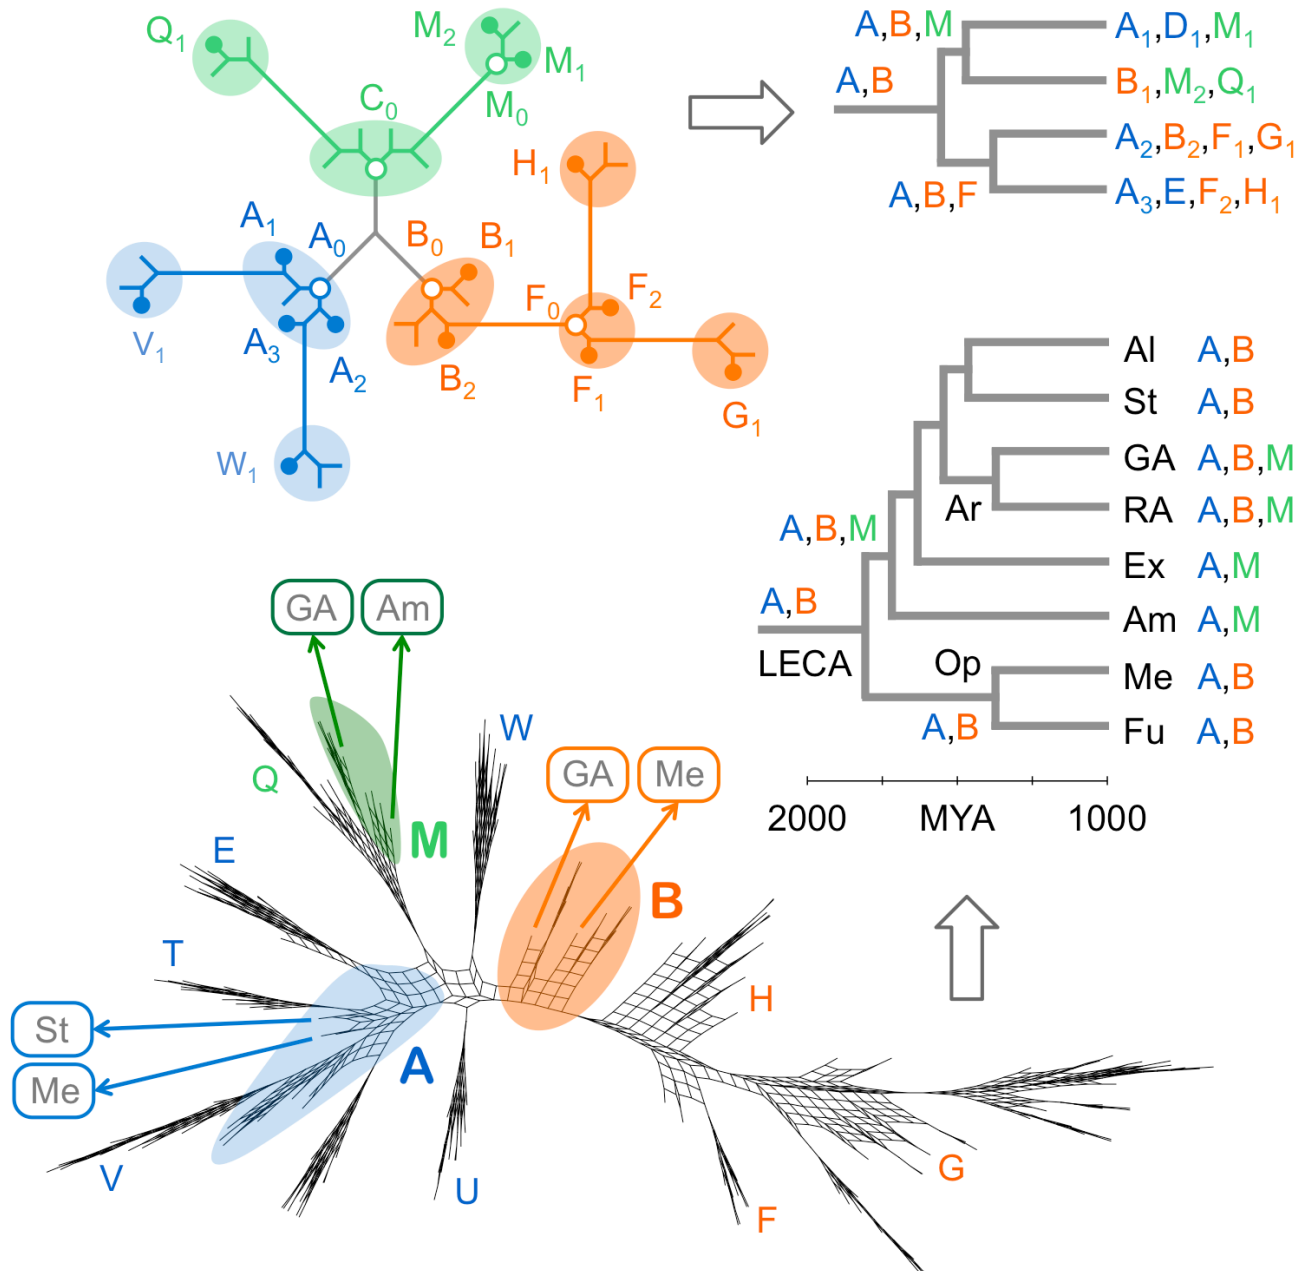 Q1
M2
M1
M0
C0
H1
A1
A0
B0
B1
F0
F2
V1
A3
A2
B2
F1
G1
W1
A,B,M
A,B
A,B,F
A1,D1,M1
B1,M2,Q1
A2,B2,F1,G1
A3,E,F2,H1
Al A,B
St A,B
GA A,B,M
Ar
RA A,B,M
A,B,M
Ex A,M
A,B
Am A,M
LECA
Op
Me A,B
A,B
Fu A,B
2000 MYA 1000
GA Am
W
Q
GA Me
M
E
B
T
H
St
A
Me
V
U
G
F